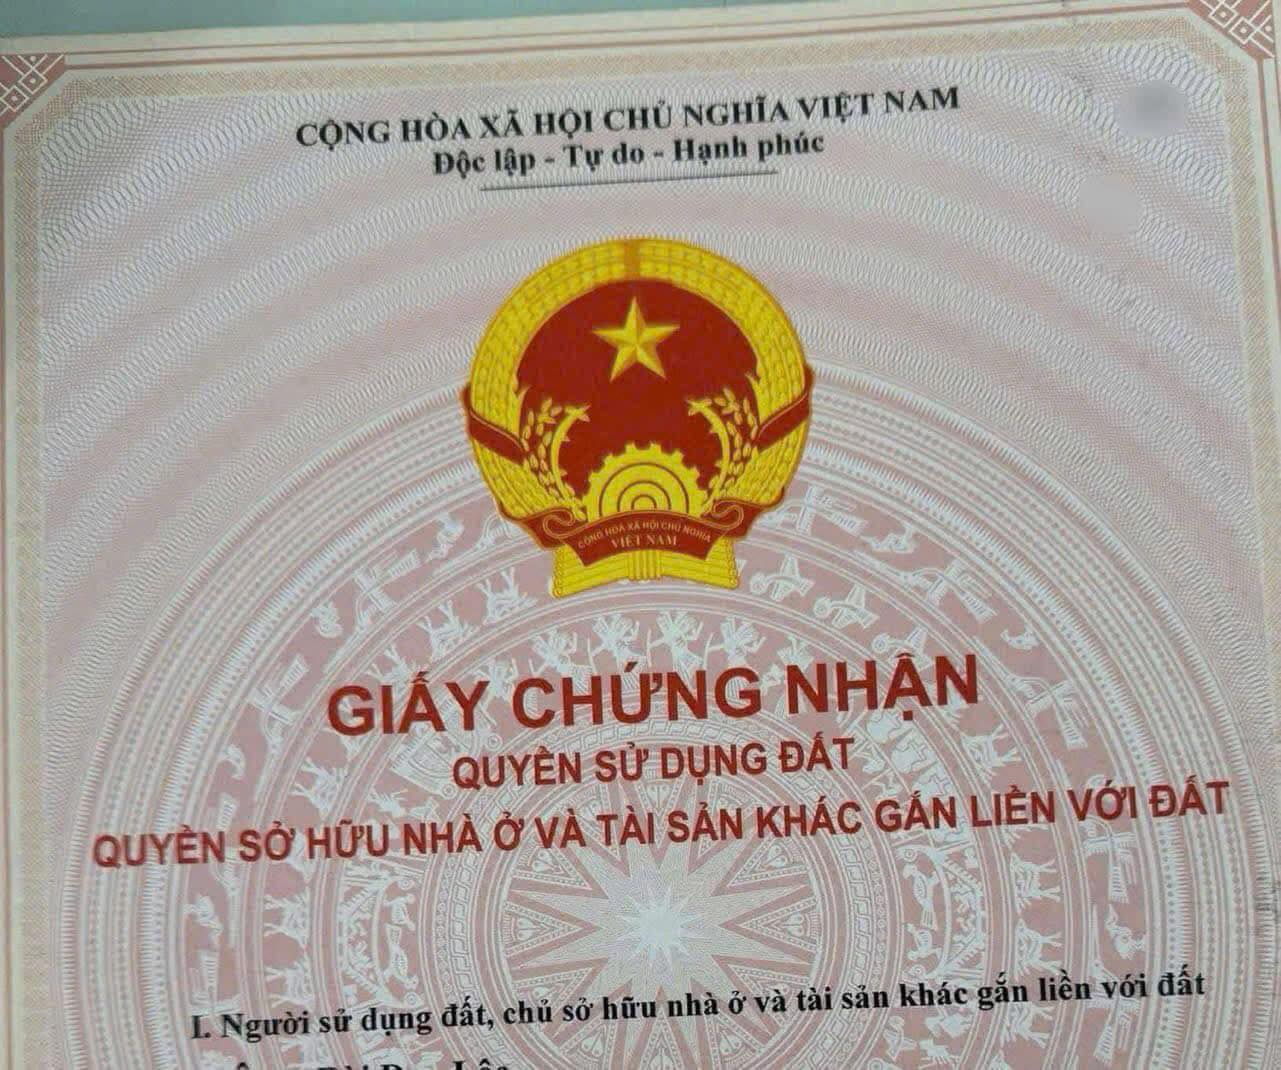 CỘNG HÒA XÃ HỘI CHỦ NGHĨA VIỆT NAM
Độc lập - Tự do - Hạnh phúc
CỘNG HÒA XÃ HỘI CHỦ NGHĨA
VIỆT NAM
GIẤY CHỨNG NHẬN
QUYỀN SỬ DỤNG ĐẤT
QUYỀN SỞ HỮU NHÀ Ở VÀ TÀI SẢN KHÁC GẮN LIỀN VỚI ĐẤT
I. Người sử dụng đất, chủ sở hữu nhà ở và tài sản khác gắn liền với đất